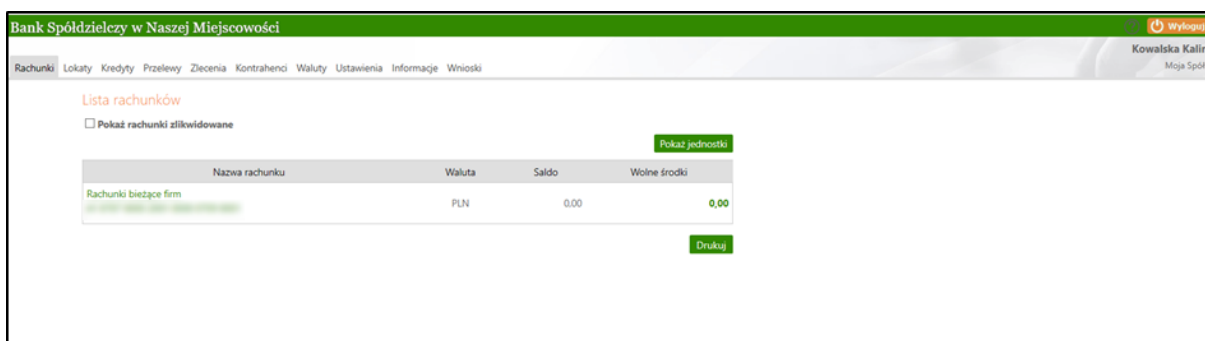 Bank Spółdzielczy w Naszej Miejscowości
Wyloguj
Kowalska Kalin
Moja Spół
Rachunki Lokaty Kredyty Przelewy Zlecenia Kontrahenci Waluty Ustawienia Informacje Wnioski
Lista rachunków
Pokaż rachunki zlikwidowane
Pokaż jednostki
Nazwa rachunku Waluta Saldo Wolne środki
Rachunki bieżące firm
PLN 0.00 0,00
Drukuj